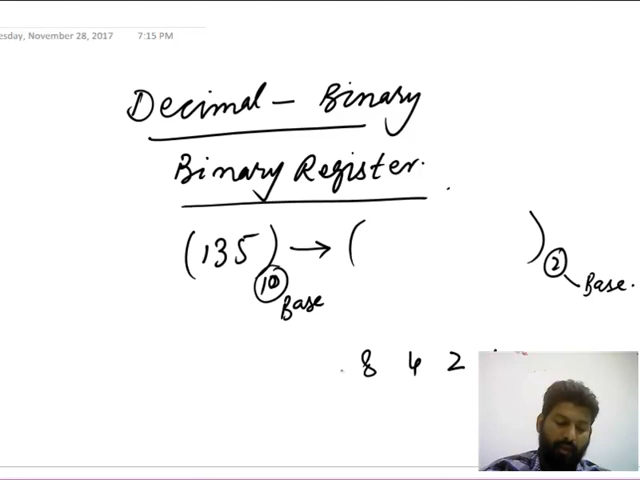 esday, November 28, 2017 7:15 PM
Decimal - Binary
Binary Register.
(135)10 → ( )2
Base Base.
8 4 2